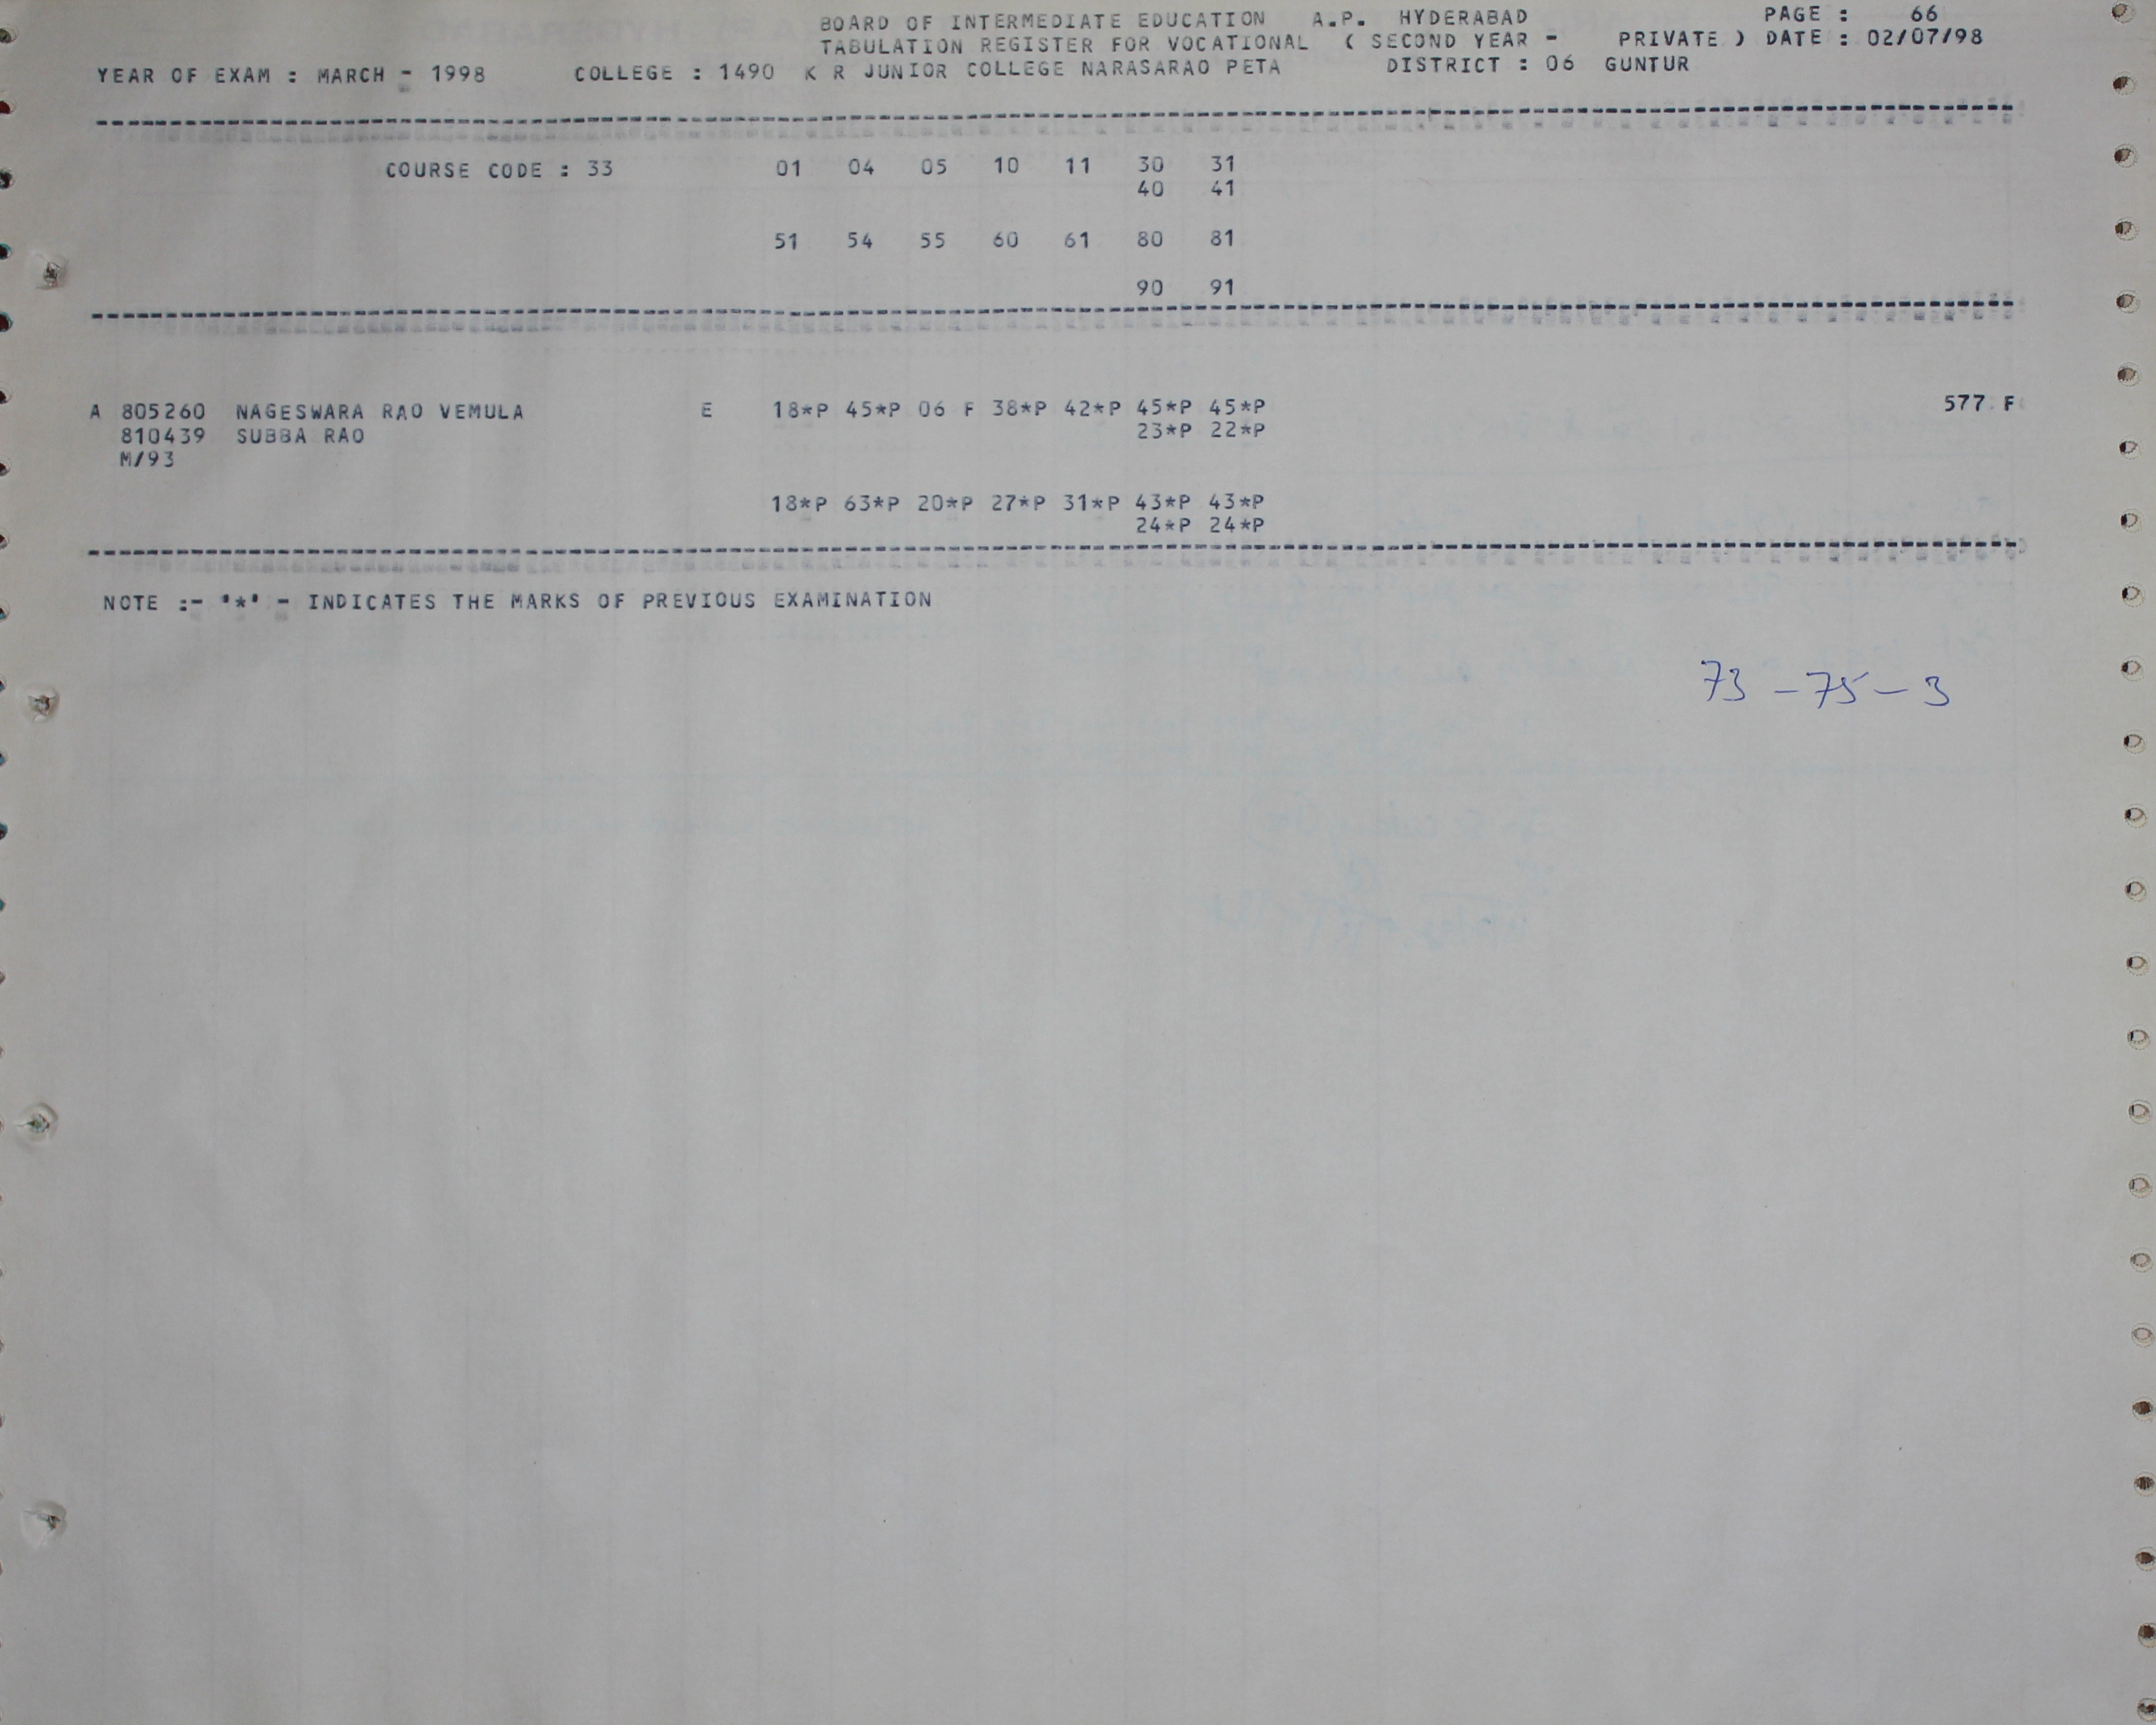 BOARD OF INTERMEDIATE EDUCATION A.P. HYDERABAD PAGE : 66
TABULATION REGISTER FOR VOCATIONAL ( SECOND YEAR - PRIVATE ) DATE : 02/07/98
YEAR OF EXAM : MARCH - 1998 COLLEGE : 1490 K R JUNIOR COLLEGE NARASARAO PETA DISTRICT : 06 GUNTUR
COURSE CODE : 33 01 04 05 10 11 30 31
40 41
51 54 55 60 61 80 81
90 91
A 805260 NAGESWARA RAO VEMULA E 18*P 45*P 06 F 38*P 42*P 45*P 45*P 577 F
810439 SUBBA RAO 23*P 22*P
M/93
18*P 63*P 20*P 27*P 31*P 43*P 43*P
24*P 24*P
NOTE :- '*' - INDICATES THE MARKS OF PREVIOUS EXAMINATION
73 - 75 - 3